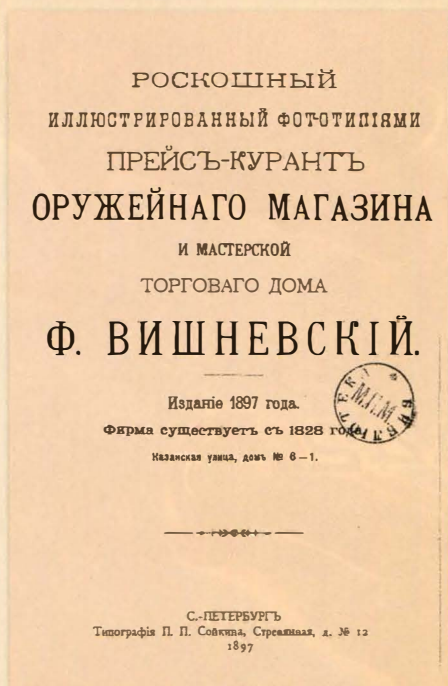 РОСКОШНЫЙ
ИЛЛЮСТРИРОВАННЫЙ ФОТОТИПІЯМИ
ПРЕЙСЪ-КУРАНТЪ
ОРУЖЕЙНАГО МАГАЗИНА
И МАСТЕРСКОЙ
ТОРГОВАГО ДОМА
Ф. ВИШНЕВСКІЙ.
Изданіе 1897 года.
Фирма существуетъ съ 1828 года.
Казанская улица, домъ № 6–1.
БИБЛІОТЕКА
М.Г.М.
С.-ПЕТЕРБУРГЪ
Типографія П. П. Сойкина, Стремянная, д. № 12
1897